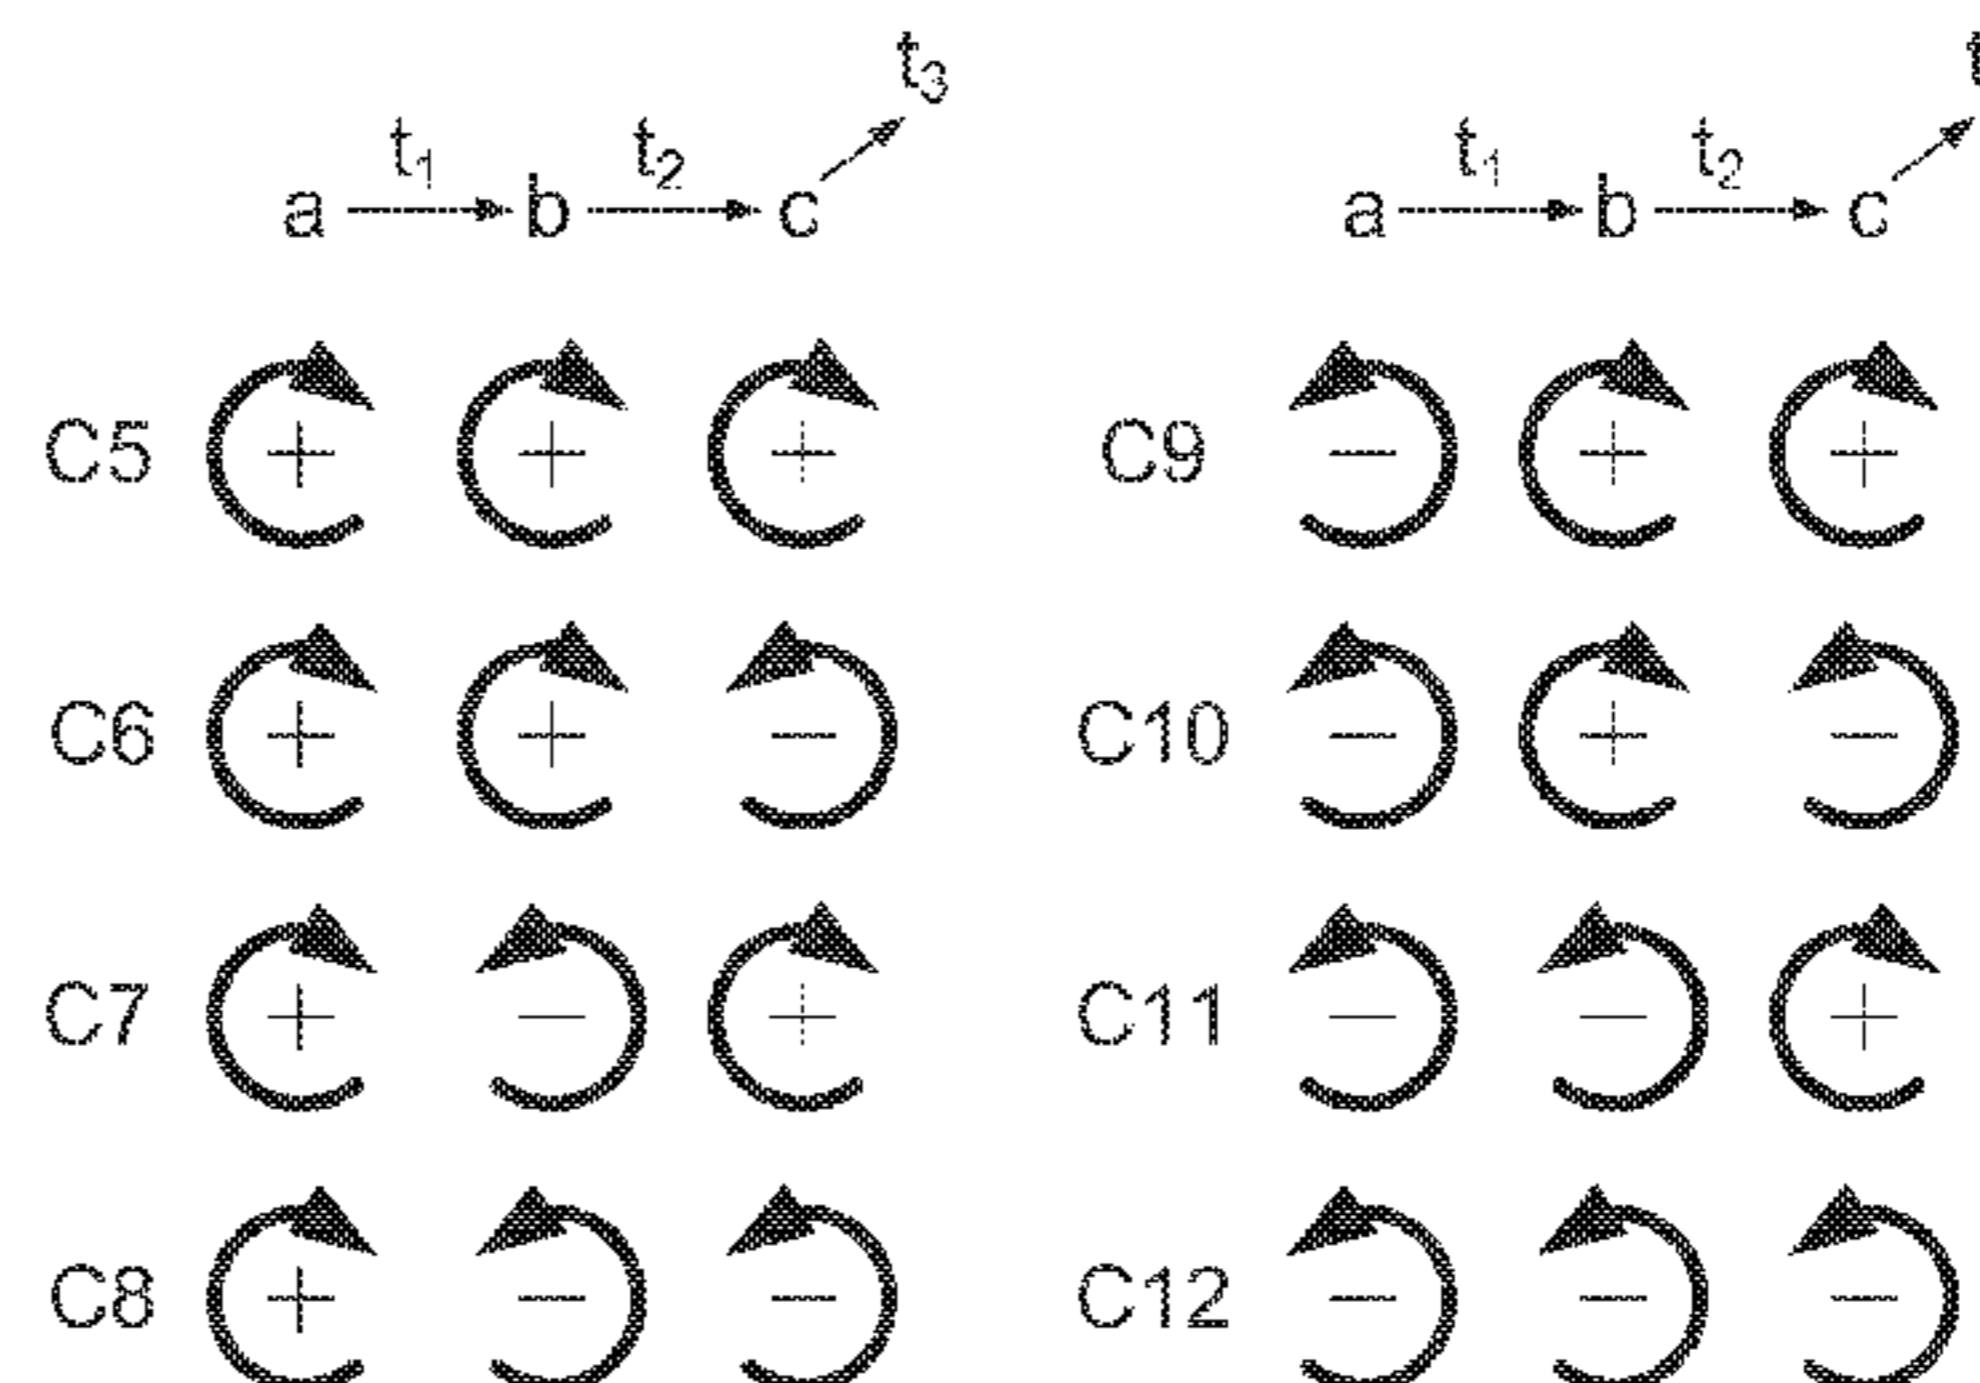 t3
t1 t2
a b c
C5 + + +
C6 + + −
C7 + − +
C8 + − −
t
t1 t2
a b c
C9 − + +
C10 − + −
C11 − − +
C12 − − −